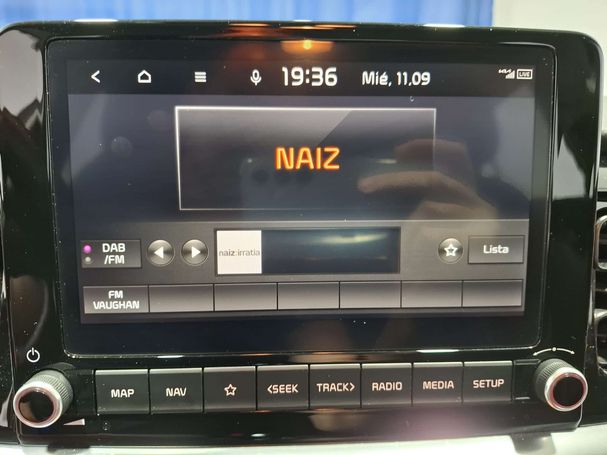 19:36 Mié, 11,09 KIA LIVE
NAIZ
DAB
/FM
naiz:irratia
Lista
FM
VAUGHAN
MAP NAV <SEEK TRACK> RADIO MEDIA SETUP